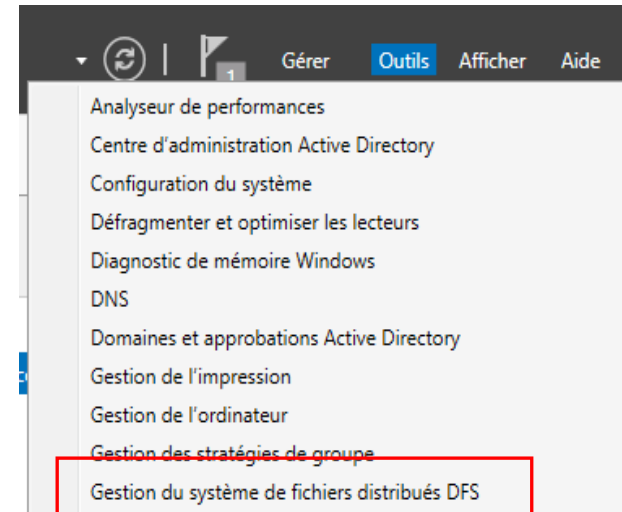 1 Gérer Outils Afficher Aide
Analyseur de performances
Centre d'administration Active Directory
Configuration du système
Défragmenter et optimiser les lecteurs
Diagnostic de mémoire Windows
DNS
Domaines et approbations Active Directory
Gestion de l'impression
Gestion de l'ordinateur
Gestion des stratégies de groupe
Gestion du système de fichiers distribués DFS